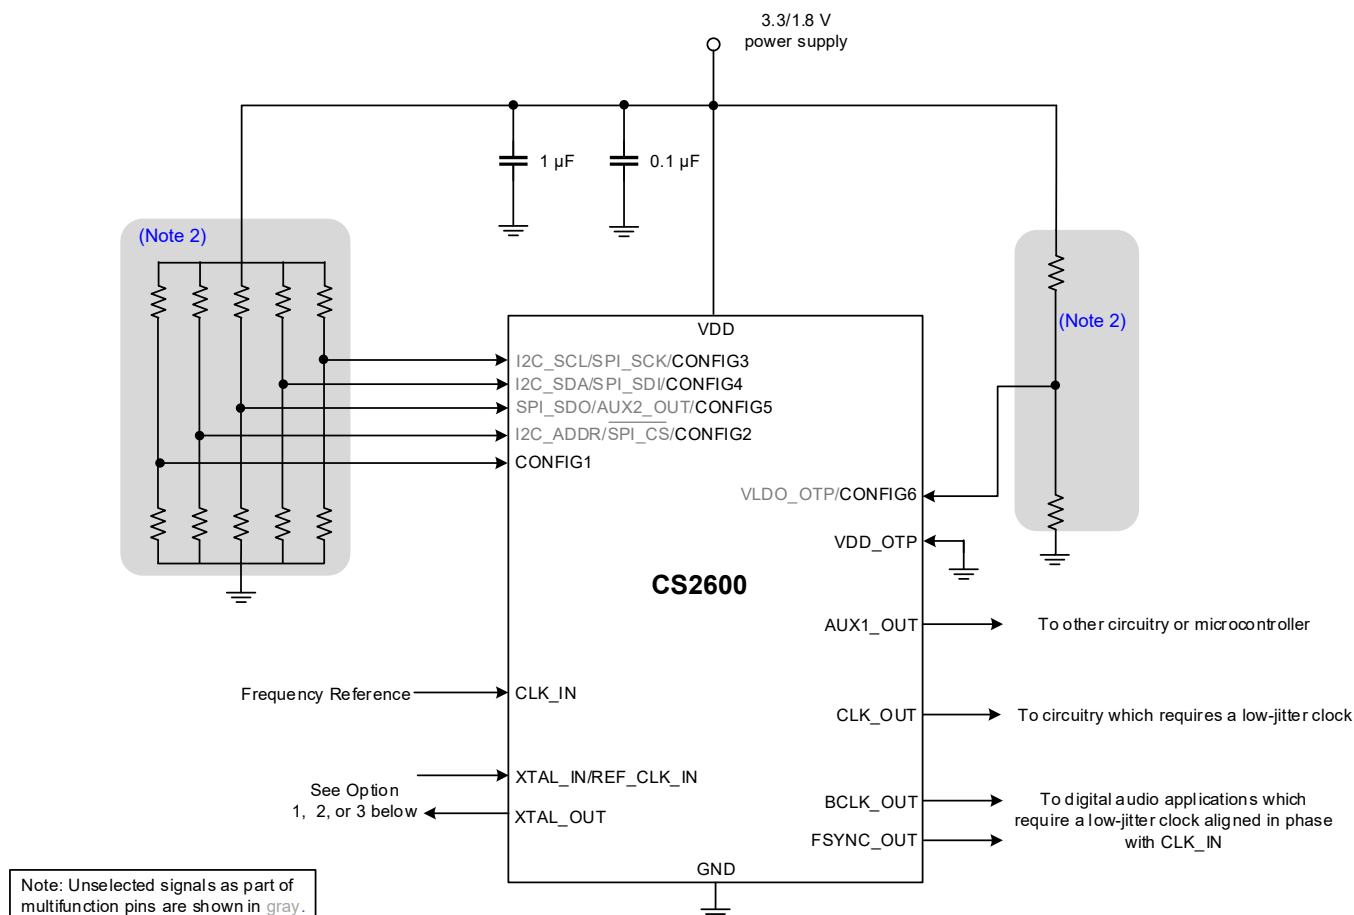 3.3/1.8 V
power supply
1 µF
0.1 µF
(Note 2)
(Note 2)
VDD
I2C_SCL/SPI_SCK/CONFIG3
I2C_SDA/SPI_SDI/CONFIG4
SPI_SDO/AUX2_OUT/CONFIG5
I2C_ADDR/SPI_CS/CONFIG2
CONFIG1
VLDO_OTP/CONFIG6
VDD_OTP
CS2600
AUX1_OUT
To other circuitry or microcontroller
Frequency Reference
CLK_IN
CLK_OUT
To circuitry which requires a low-jitter clock
XTAL_IN/REF_CLK_IN
See Option
1, 2, or 3 below
XTAL_OUT
BCLK_OUT
FSYNC_OUT
To digital audio applications which
require a low-jitter clock aligned in phase
with CLK_IN
GND
Note: Unselected signals as part of
multifunction pins are shown in gray.